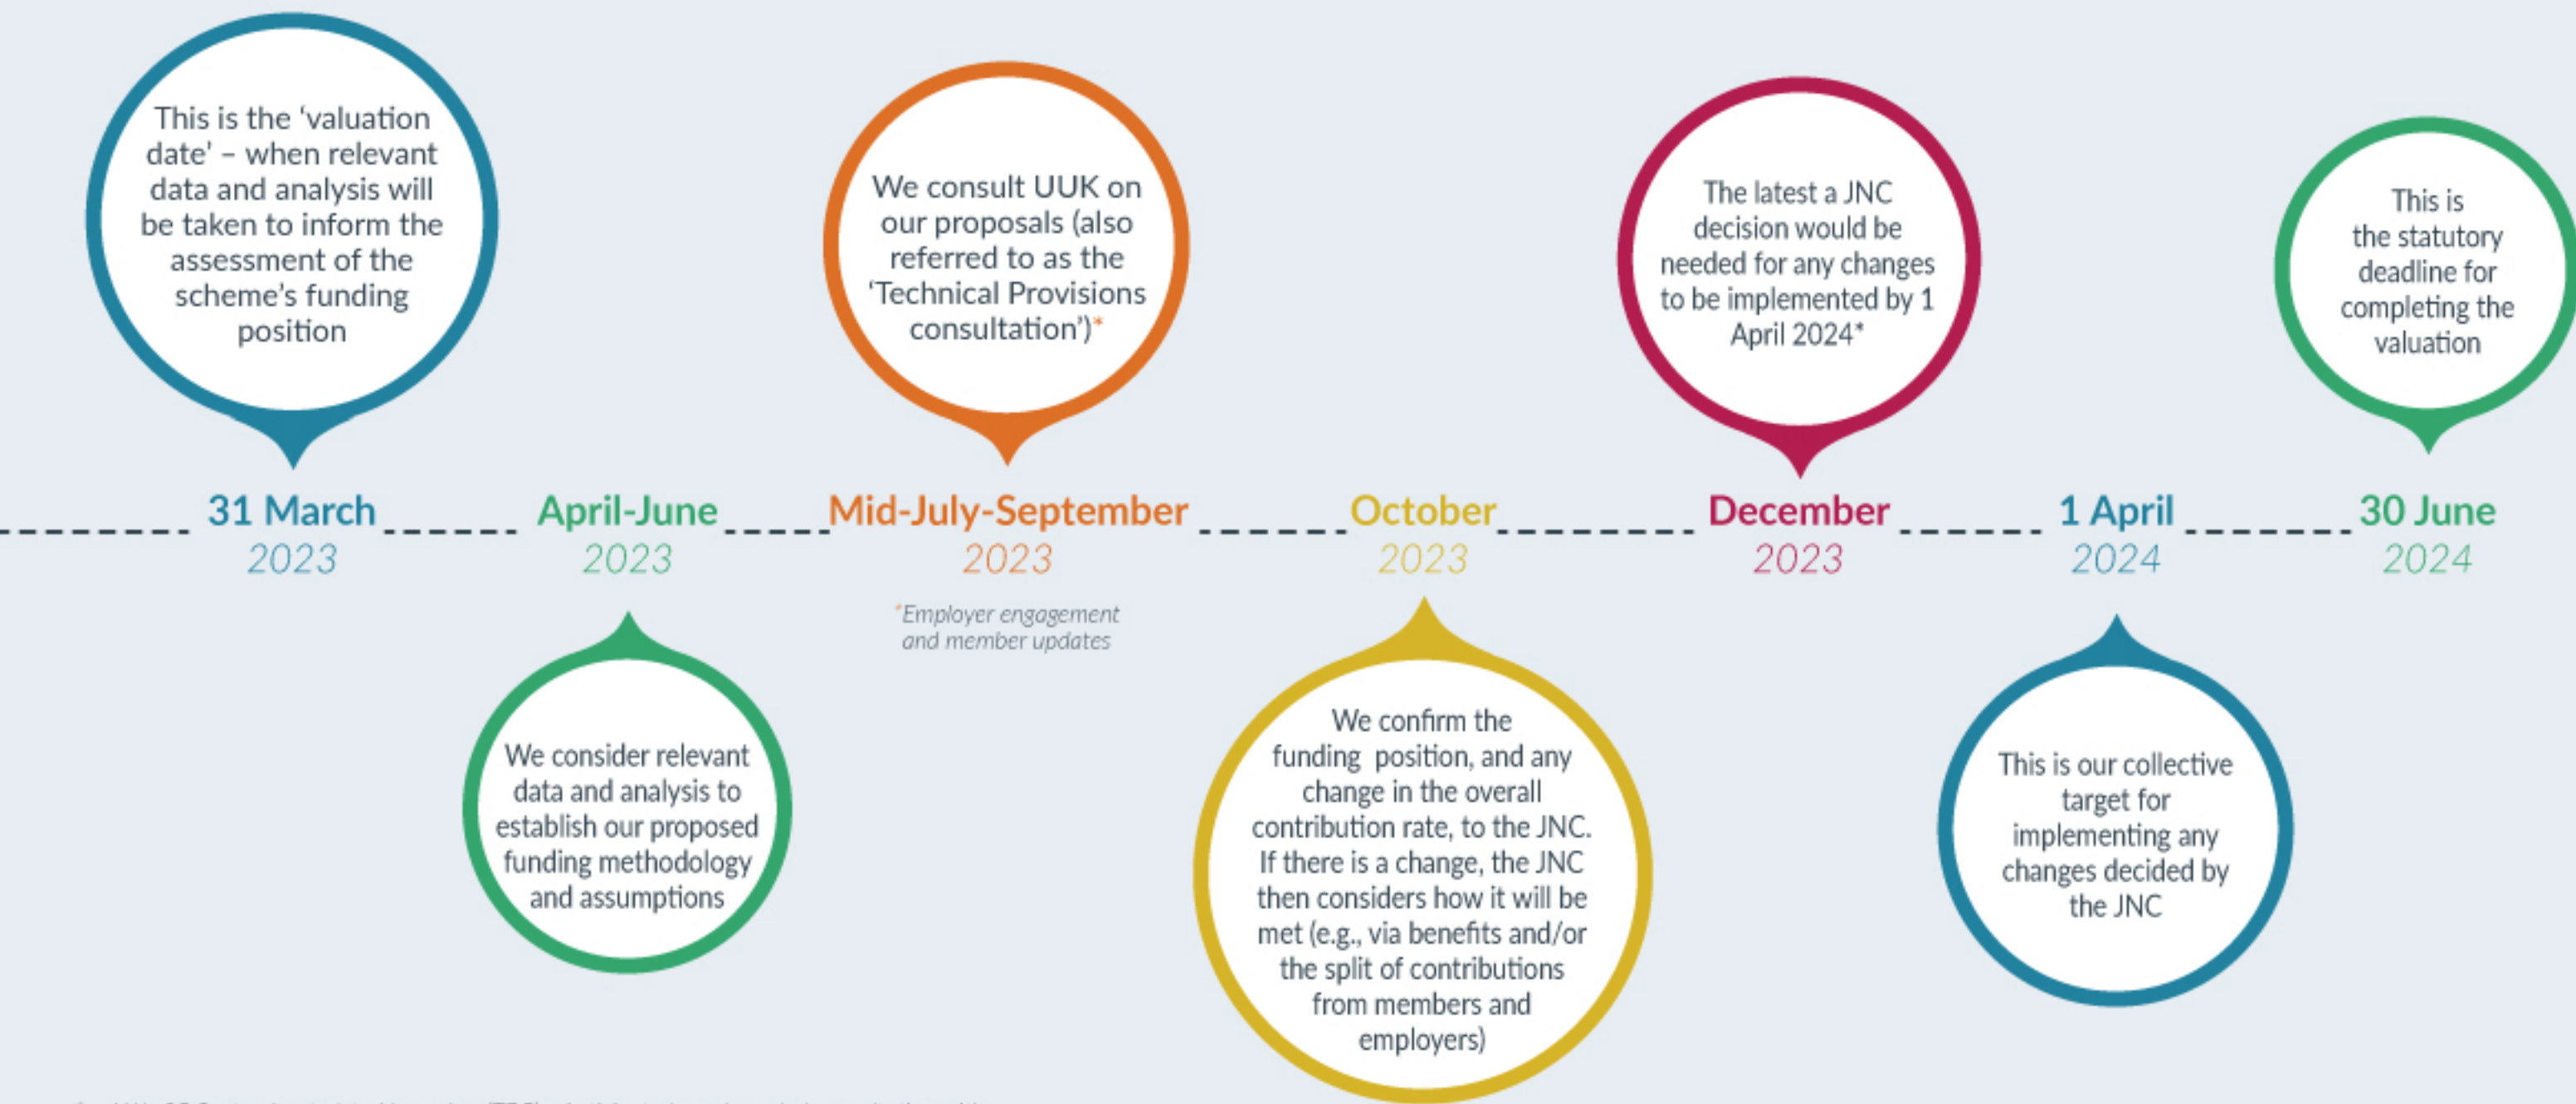 This is the ‘valuation
date’ – when relevant
data and analysis will
be taken to inform the
assessment of the
scheme’s funding
position
31 March
2023
April-June
2023
We consider relevant
data and analysis to
establish our proposed
funding methodology
and assumptions
We consult UUK on
our proposals (also
referred to as the
‘Technical Provisions
consultation’)*
Mid-July-September
2023
*Employer engagement
and member updates
October
2023
We confirm the
funding position, and any
change in the overall
contribution rate, to the JNC.
If there is a change, the JNC
then considers how it will be
met (e.g., via benefits and/or
the split of contributions
from members and
employers)
The latest a JNC
decision would be
needed for any changes
to be implemented by 1
April 2024*
December
2023
1 April
2024
This is our collective
target for
implementing any
changes decided by
the JNC
This is
the statutory
deadline for
completing the
valuation
30 June
2024